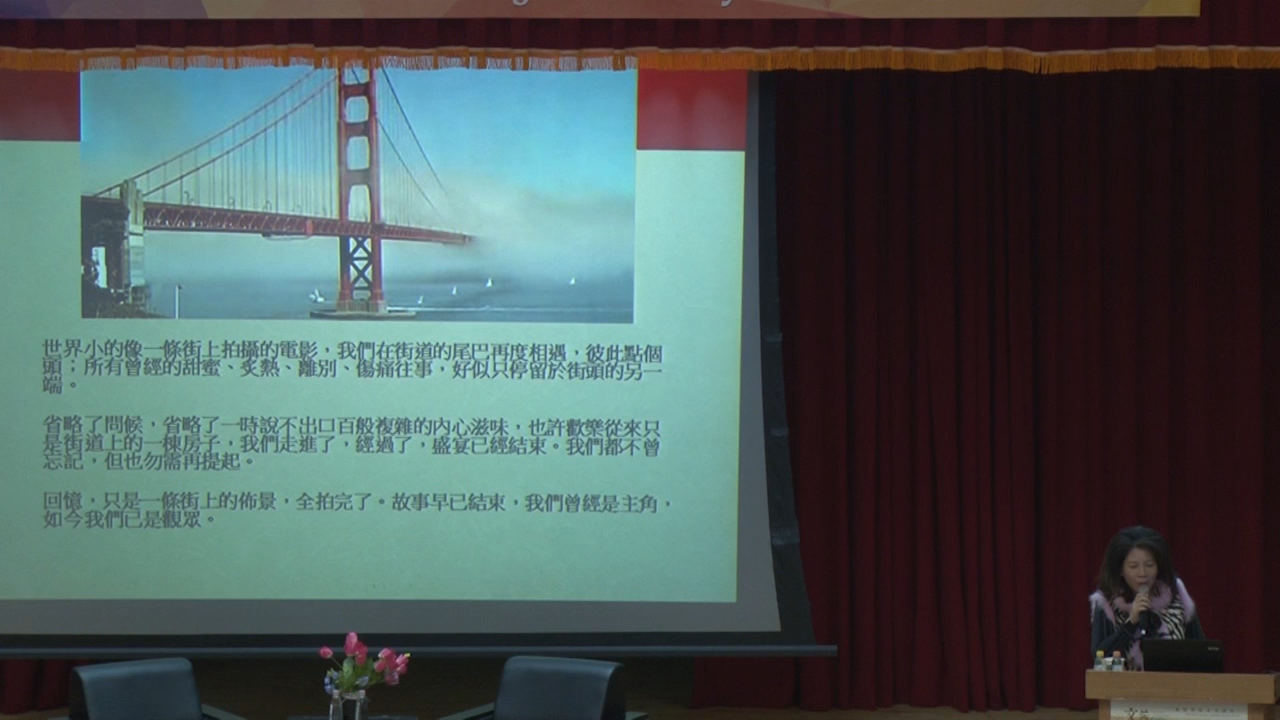 世界小的像一條街上拍攝的電影，我們在街道的尾巴再度相遇，彼此點個
頭；所有曾經的甜蜜、炙熱、離別、傷痛往事，好似只停留於街頭的另一
端。
省略了問候，省略了一時說不出口百般複雜的內心滋味，也許歡樂從來只
是街道上的一棟房子，我們走進了，經過了，盛宴已經結束。我們都不曾
忘記，但也勿需再提起。
回憶，只是一條街上的佈景，全拍完了。故事早已結束，我們曾經是主角，
如今我們已是觀眾。